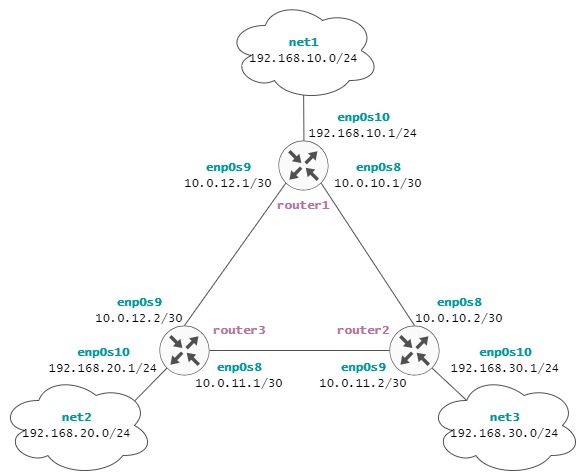 net1
192.168.10.0/24
enp0s10
192.168.10.1/24
enp0s9
10.0.12.1/30
enp0s8
10.0.10.1/30
router1
enp0s9
10.0.12.2/30
enp0s8
10.0.10.2/30
router3
router2
enp0s10
192.168.20.1/24
enp0s8
10.0.11.1/30
enp0s9
10.0.11.2/30
enp0s10
192.168.30.1/24
net2
192.168.20.0/24
net3
192.168.30.0/24